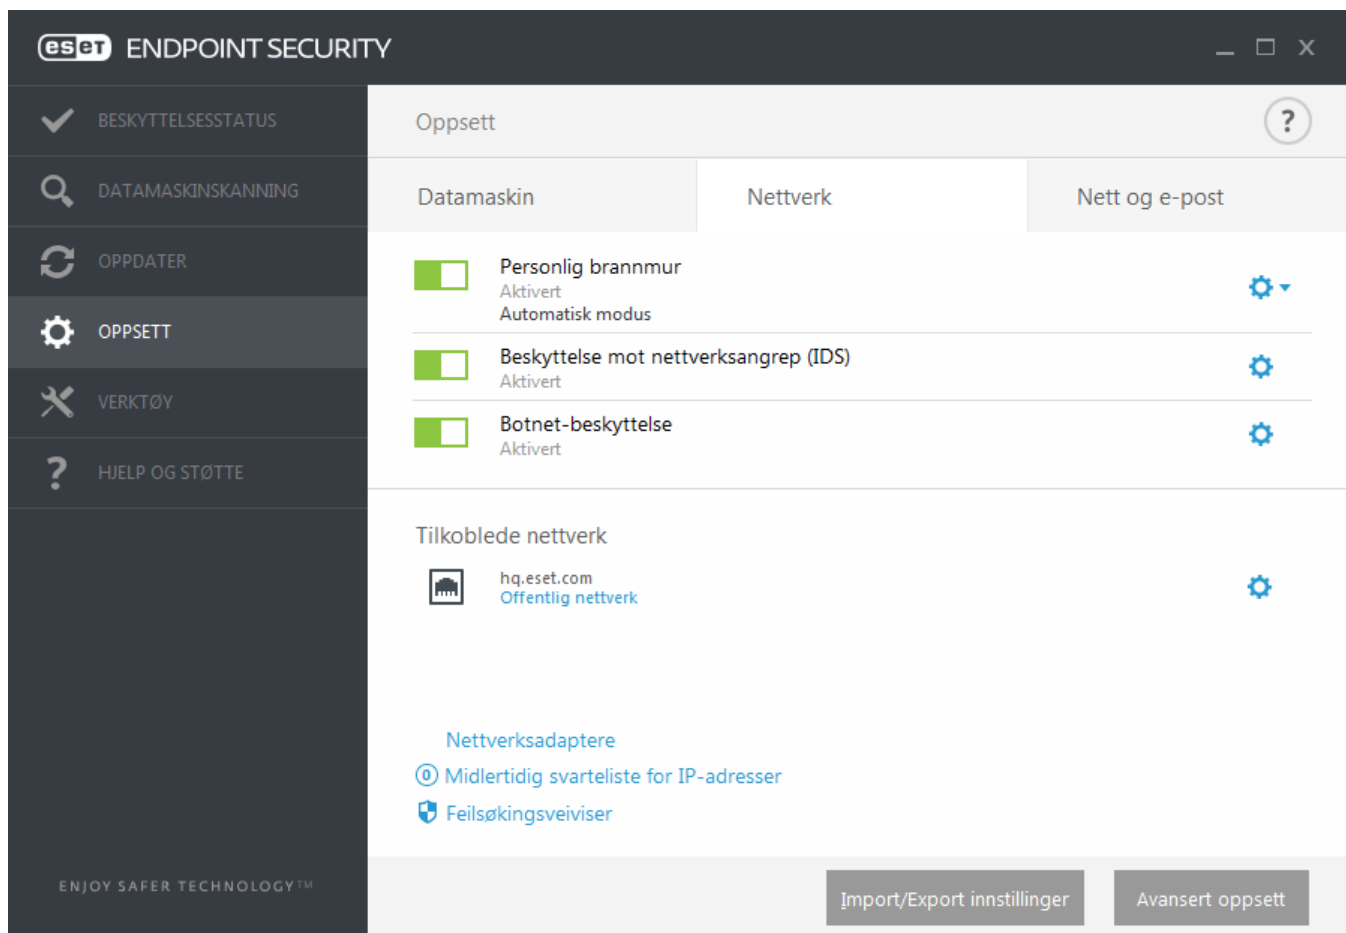 eset ENDPOINT SECURITY
BESKYTTELSESSTATUS
DATAMASKINSKANNING
OPPDATER
OPPSETT
VERKTØY
HJELP OG STØTTE
ENJOY SAFER TECHNOLOGY™
Oppsett
?
Datamaskin
Nettverk
Nett og e-post
Personlig brannmur
Aktivert
Automatisk modus
Beskyttelse mot nettverksangrep (IDS)
Aktivert
Botnet-beskyttelse
Aktivert
Tilkoblede nettverk
hq.eset.com
Offentlig nettverk
Nettverksadaptere
0 Midlertidig svarteliste for IP-adresser
Feilsøkingsveiviser
Import/Export innstillinger
Avansert oppsett